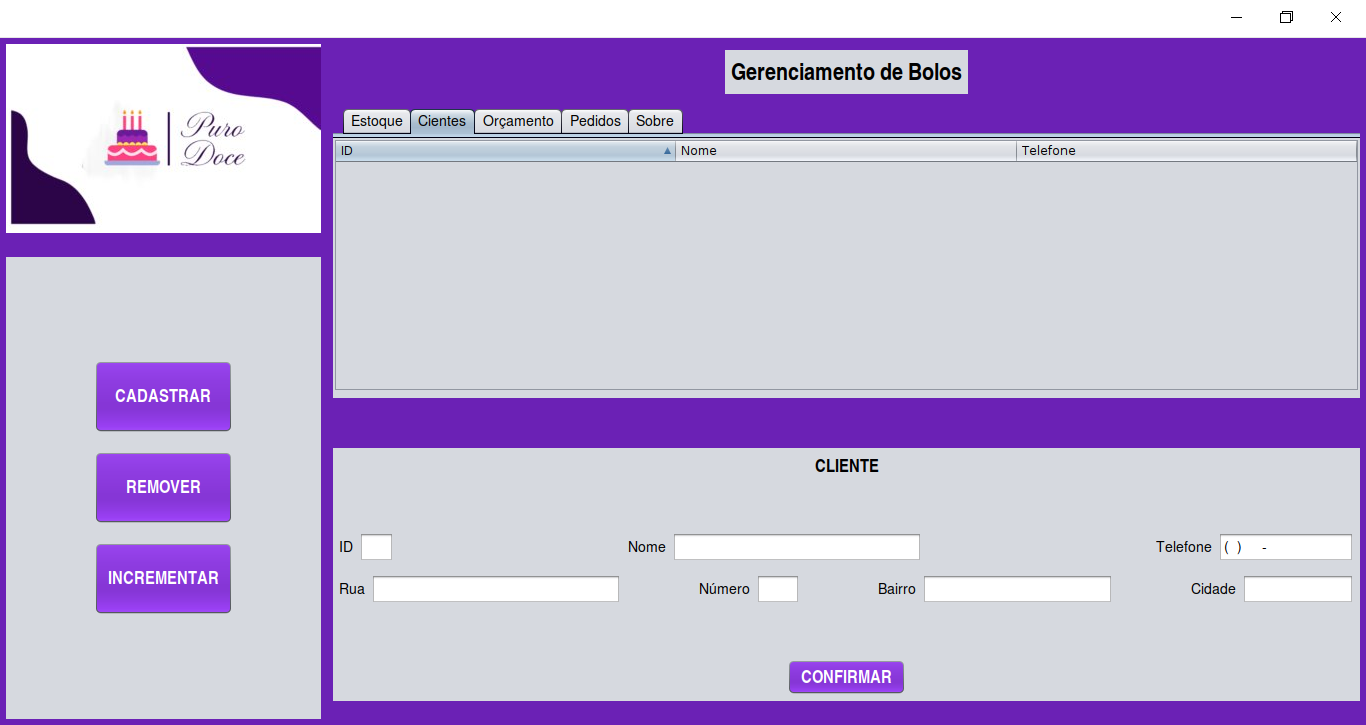 Puro
Doce
Gerenciamento de Bolos
Estoque Cientes Orçamento Pedidos Sobre
ID Nome Telefone
CADASTRAR
REMOVER
INCREMENTAR
CLIENTE
ID Nome Telefone ( ) -
Rua Número Bairro Cidade
CONFIRMAR